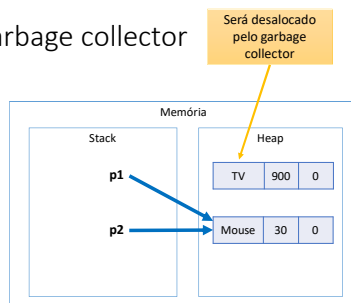 arbage collector
Será desalocado
pelo garbage
collector
Memória
Stack
Heap
p1
TV 900 0
p2
Mouse 30 0